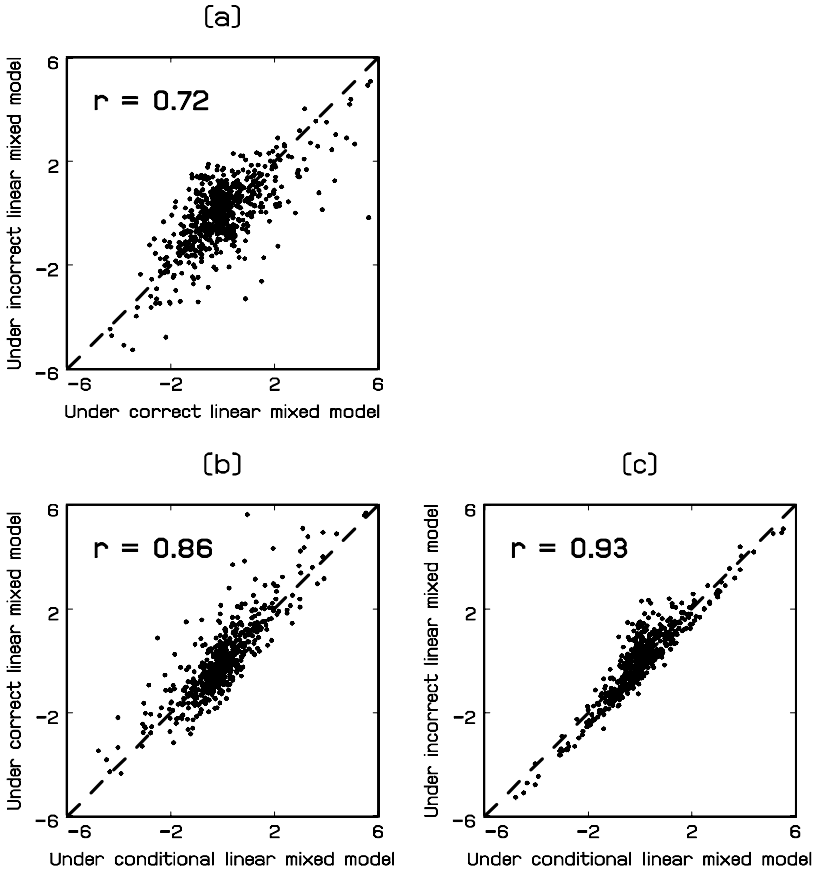 (a)
Under incorrect linear mixed model
6
2
−2
−6
r = 0.72
−6 −2 2 6
Under correct linear mixed model
(b) (c)
Under correct linear mixed model
6
2
−2
−6
r = 0.86
−6 −2 2 6
Under conditional linear mixed model
Under incorrect linear mixed model
6
2
−2
−6
r = 0.93
−6 −2 2 6
Under conditional linear mixed model